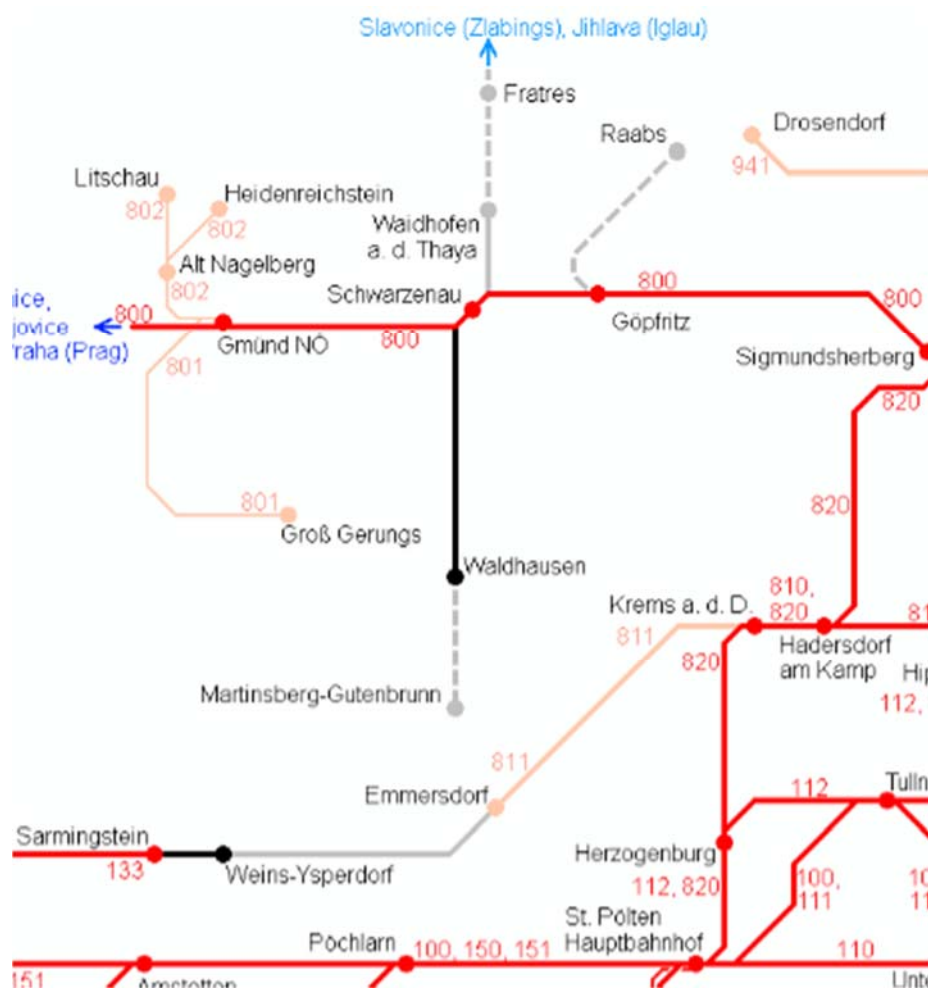 Slavonice (Zlabings), Jihlava (Iglau)
Fratres
Raabs
Drosendorf
941
Litschau
802
Heidenreichstein
802
Waidhofen
a. d. Thaya
Alt Nagelberg
802
Schwarzenau
800
800
Göpfritz
800
Gmünd NÖ
800
(Prag)
801
Sigmundsherberg
820
820
801
Groß Gerungs
Waldhausen
Krems a. d. D.
810,
820
811
Hadersdorf
am Kamp
820
112,
Martinsberg-Gutenbrunn
811
Emmersdorf
112
Sarmingstein
133
Weins-Ysperdorf
Herzogenburg
112, 820
100,
111
St. Pölten
Hauptbahnhof
Pöchlarn
100, 150, 151
110
151